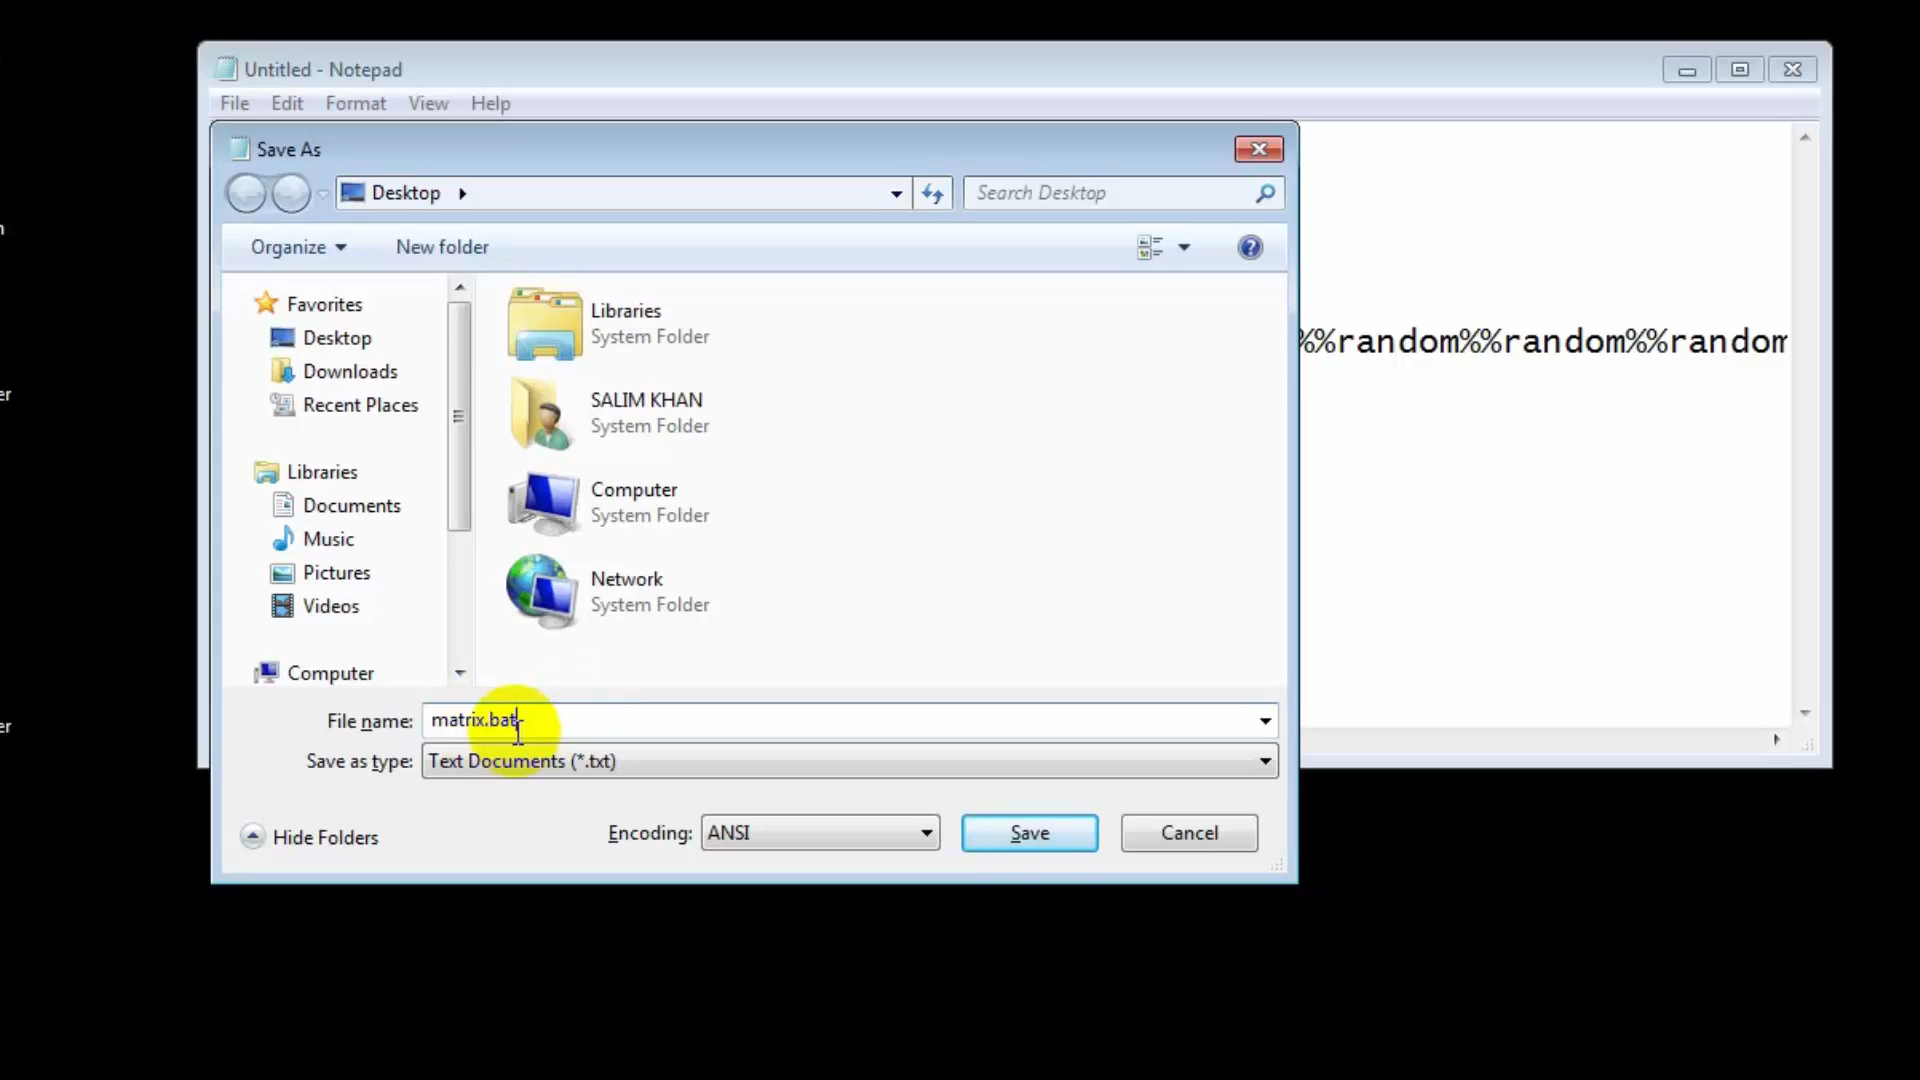 Untitled - Notepad
File Edit Format View Help
Save As
Desktop
Search Desktop
Organize
New folder
Favorites
Desktop
Downloads
Recent Places
Libraries
Documents
Music
Pictures
Videos
Computer
Libraries
System Folder
SALIM KHAN
System Folder
Computer
System Folder
Network
System Folder
%%random%%random%%random
File name: matrix.bat
Save as type: Text Documents (*.txt)
Hide Folders
Encoding: ANSI
Save
Cancel
n
er
er